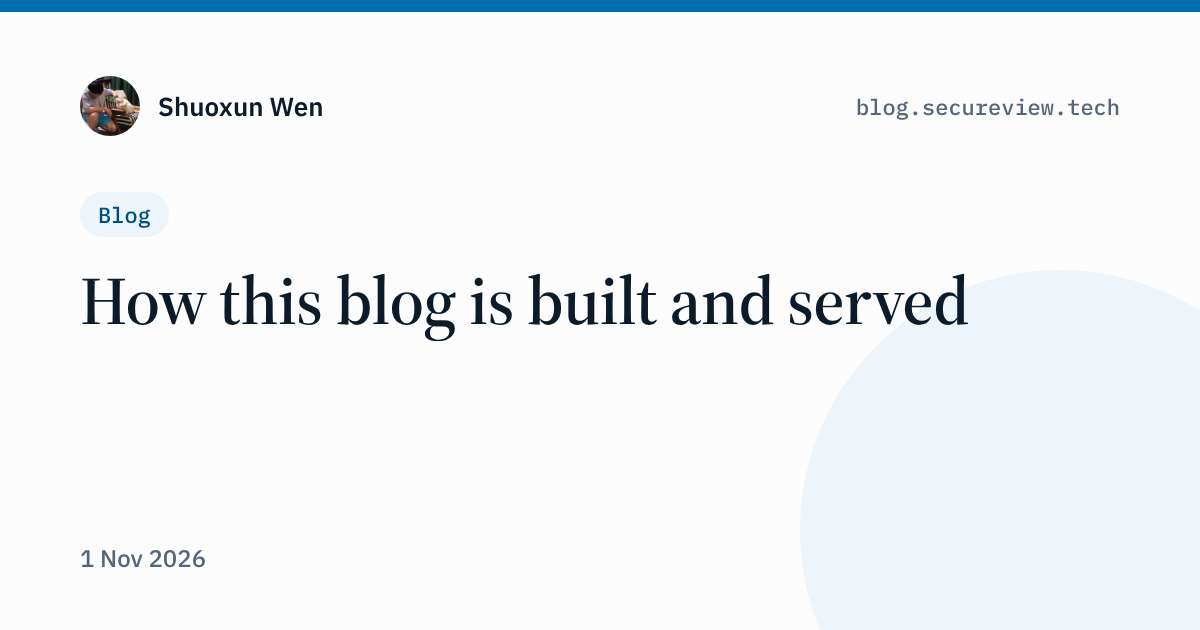 Shuoxun Wen
blog.secureview.tech
Blog
How this blog is built and served
1 Nov 2026